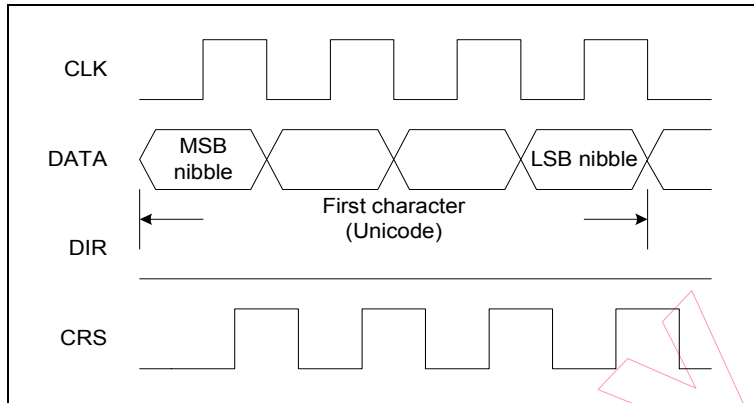 CLK
DATA
MSB
nibble
LSB nibble
First character
(Unicode)
DIR
CRS